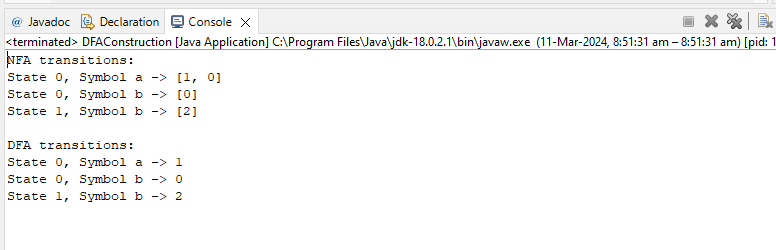 @ Javadoc Declaration Console
<terminated> DFAConstruction [Java Application] C:\Program Files\Java\jdk-18.0.2.1\bin\javaw.exe (11-Mar-2024, 8:51:31 am – 8:51:31 am) [pid: 1
NFA transitions:
State 0, Symbol a -> [1, 0]
State 0, Symbol b -> [0]
State 1, Symbol b -> [2]
DFA transitions:
State 0, Symbol a -> 1
State 0, Symbol b -> 0
State 1, Symbol b -> 2